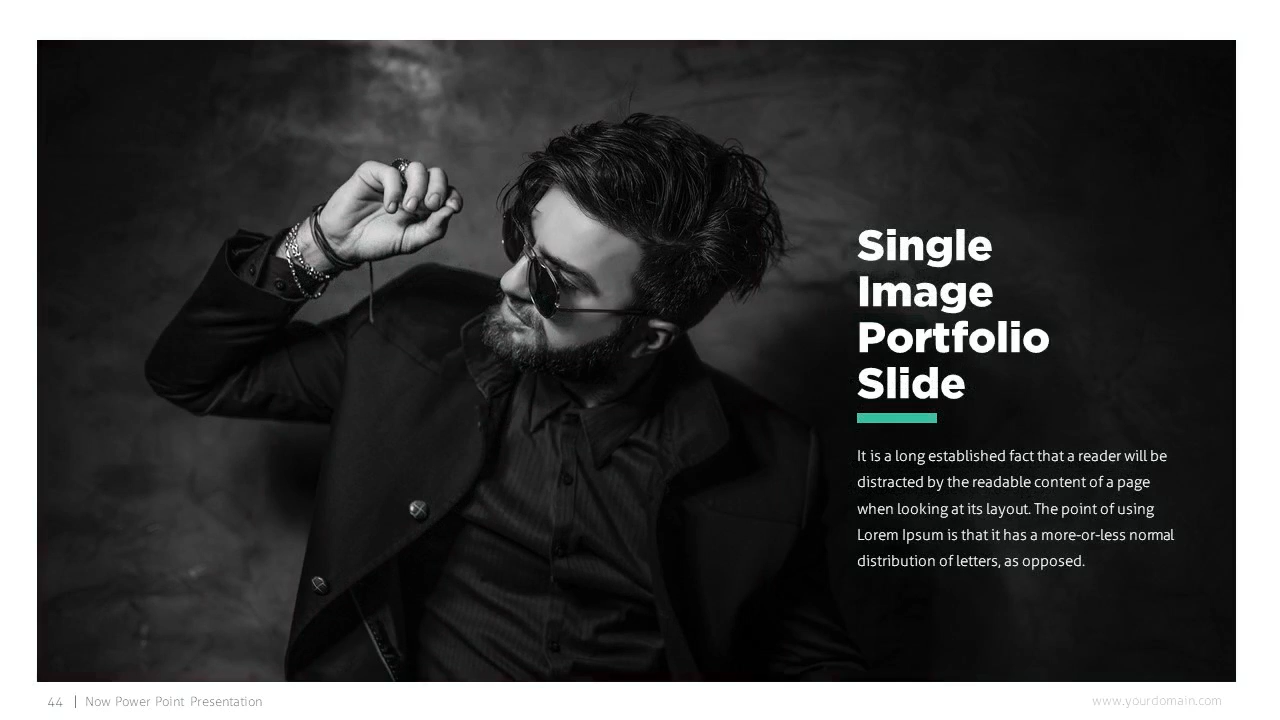 Single
Image
Portfolio
Slide
It is a long established fact that a reader will be
distracted by the readable content of a page
when looking at its layout. The point of using
Lorem Ipsum is that it has a more-or-less normal
distribution of letters, as opposed.
44 | Now Power Point Presentation
www.yourdomain.com